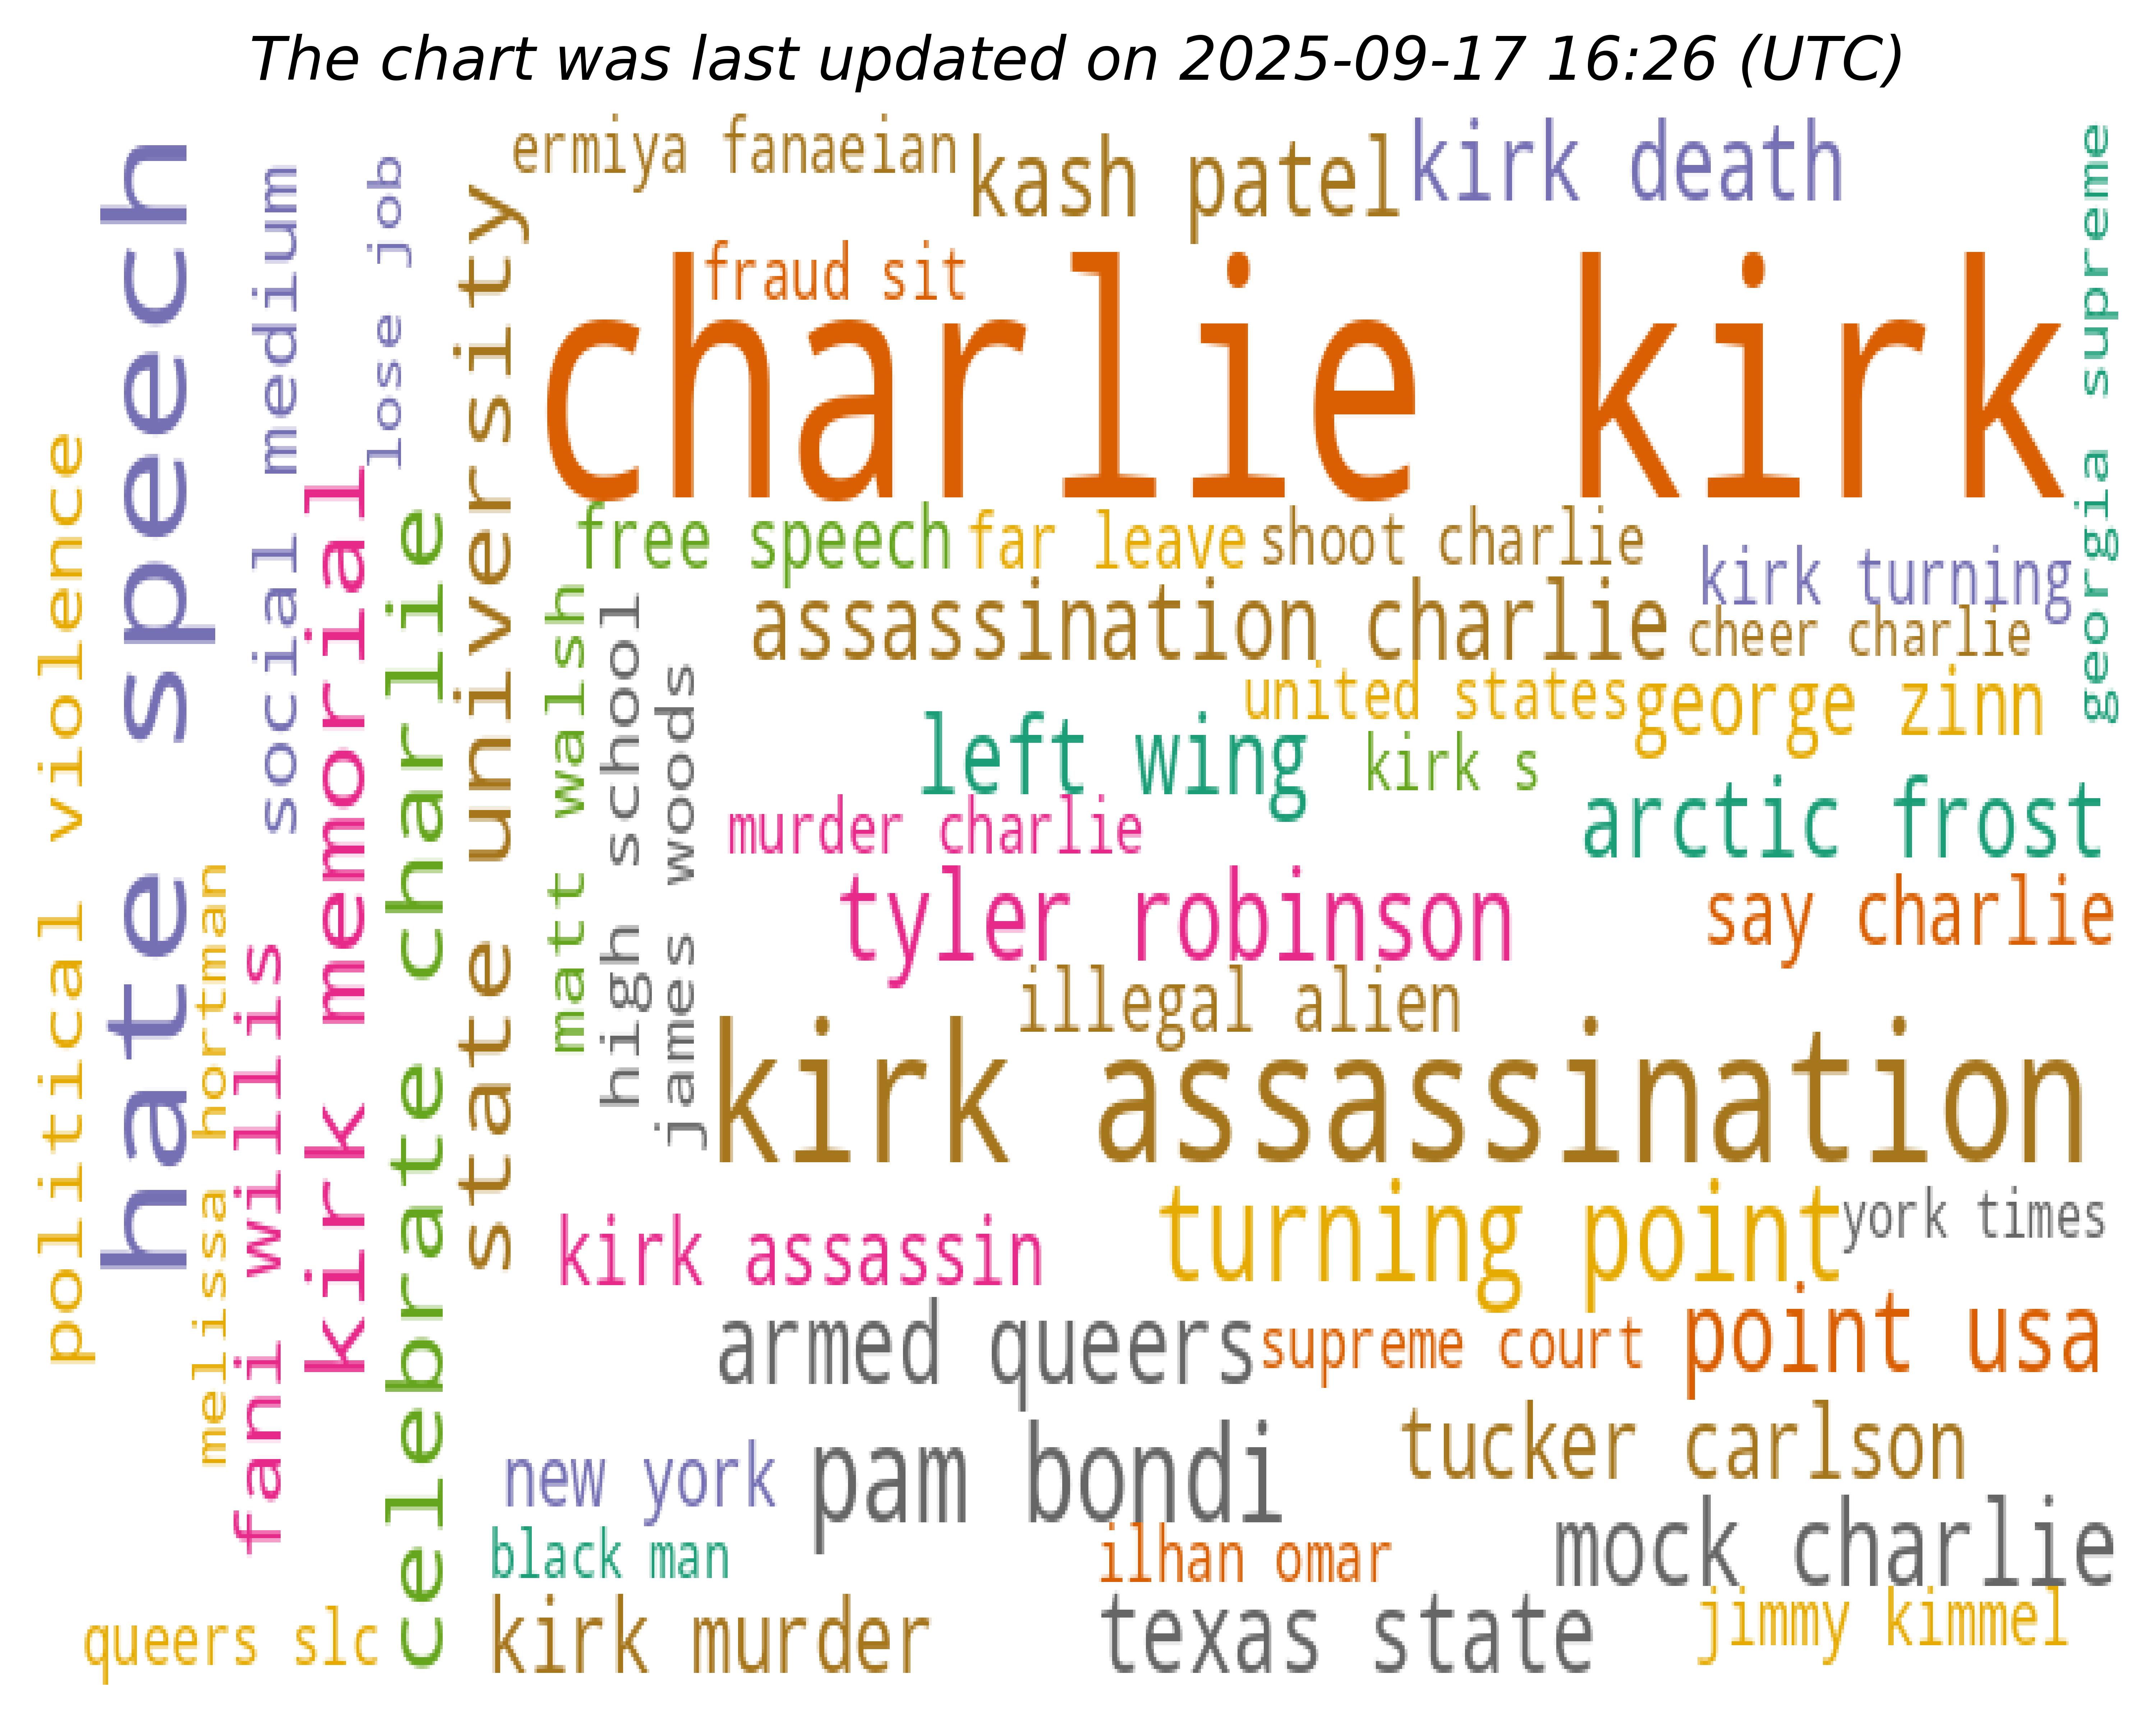 The chart was last updated on 2025-09-17 16:26 (UTC)
ermiya fanaeian
kash patel
kirk death
georgia supreme
hate speech
social medium
lose job
state university
fraud sit
charlie kirk
political violence
kirk memorial
celebrate charlie
free speech
far leave
shoot charlie
kirk turning
matt walsh
high school
assassination charlie
cheer charlie
james woods
united states
george zinn
left wing
kirk s
arctic frost
murder charlie
melissa hortman
tyler robinson
say charlie
fani willis
illegal alien
kirk assassination
turning point
york times
kirk assassin
armed queers
supreme court
point usa
tucker carlson
new york
pam bondi
mock charlie
black man
ilhan omar
queers slc
kirk murder
texas state
jimmy kimmel